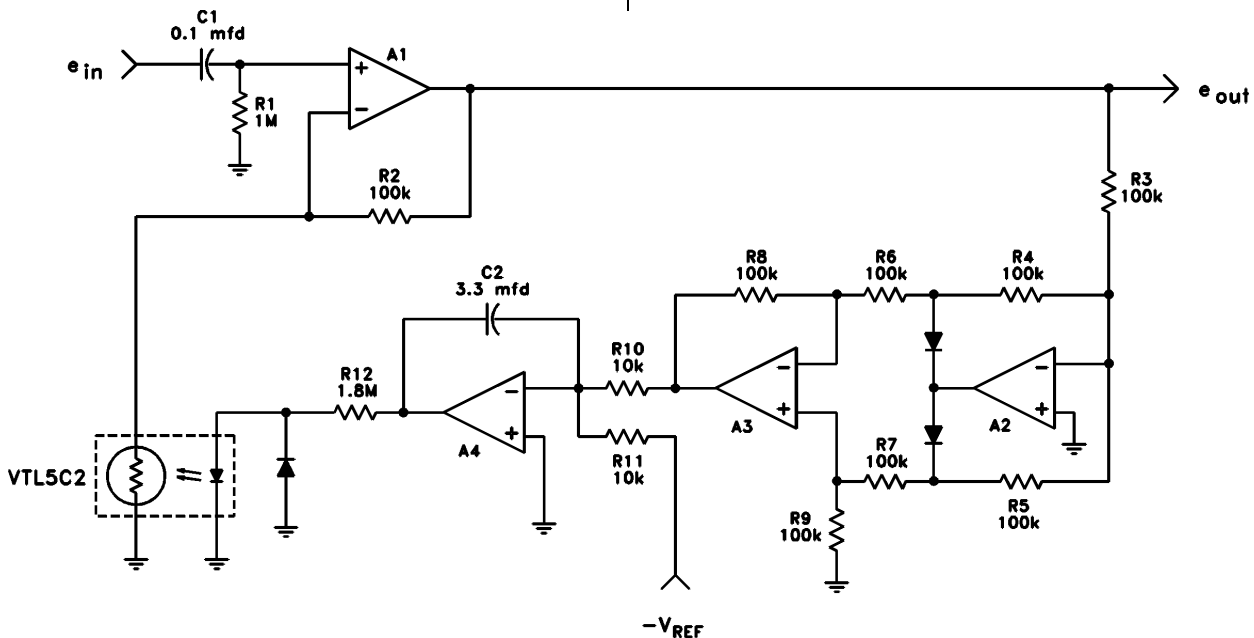 C1
0.1 mfd
e in
A1
+
−
R1
1M
e out
R2
100k
R3
100k
R8
100k
R6
100k
R4
100k
C2
3.3 mfd
R10
10k
R12
1.8M
−
+
A4
−
+
A3
−
+
A2
R11
10k
R7
100k
R5
100k
R9
100k
VTL5C2
−VREF